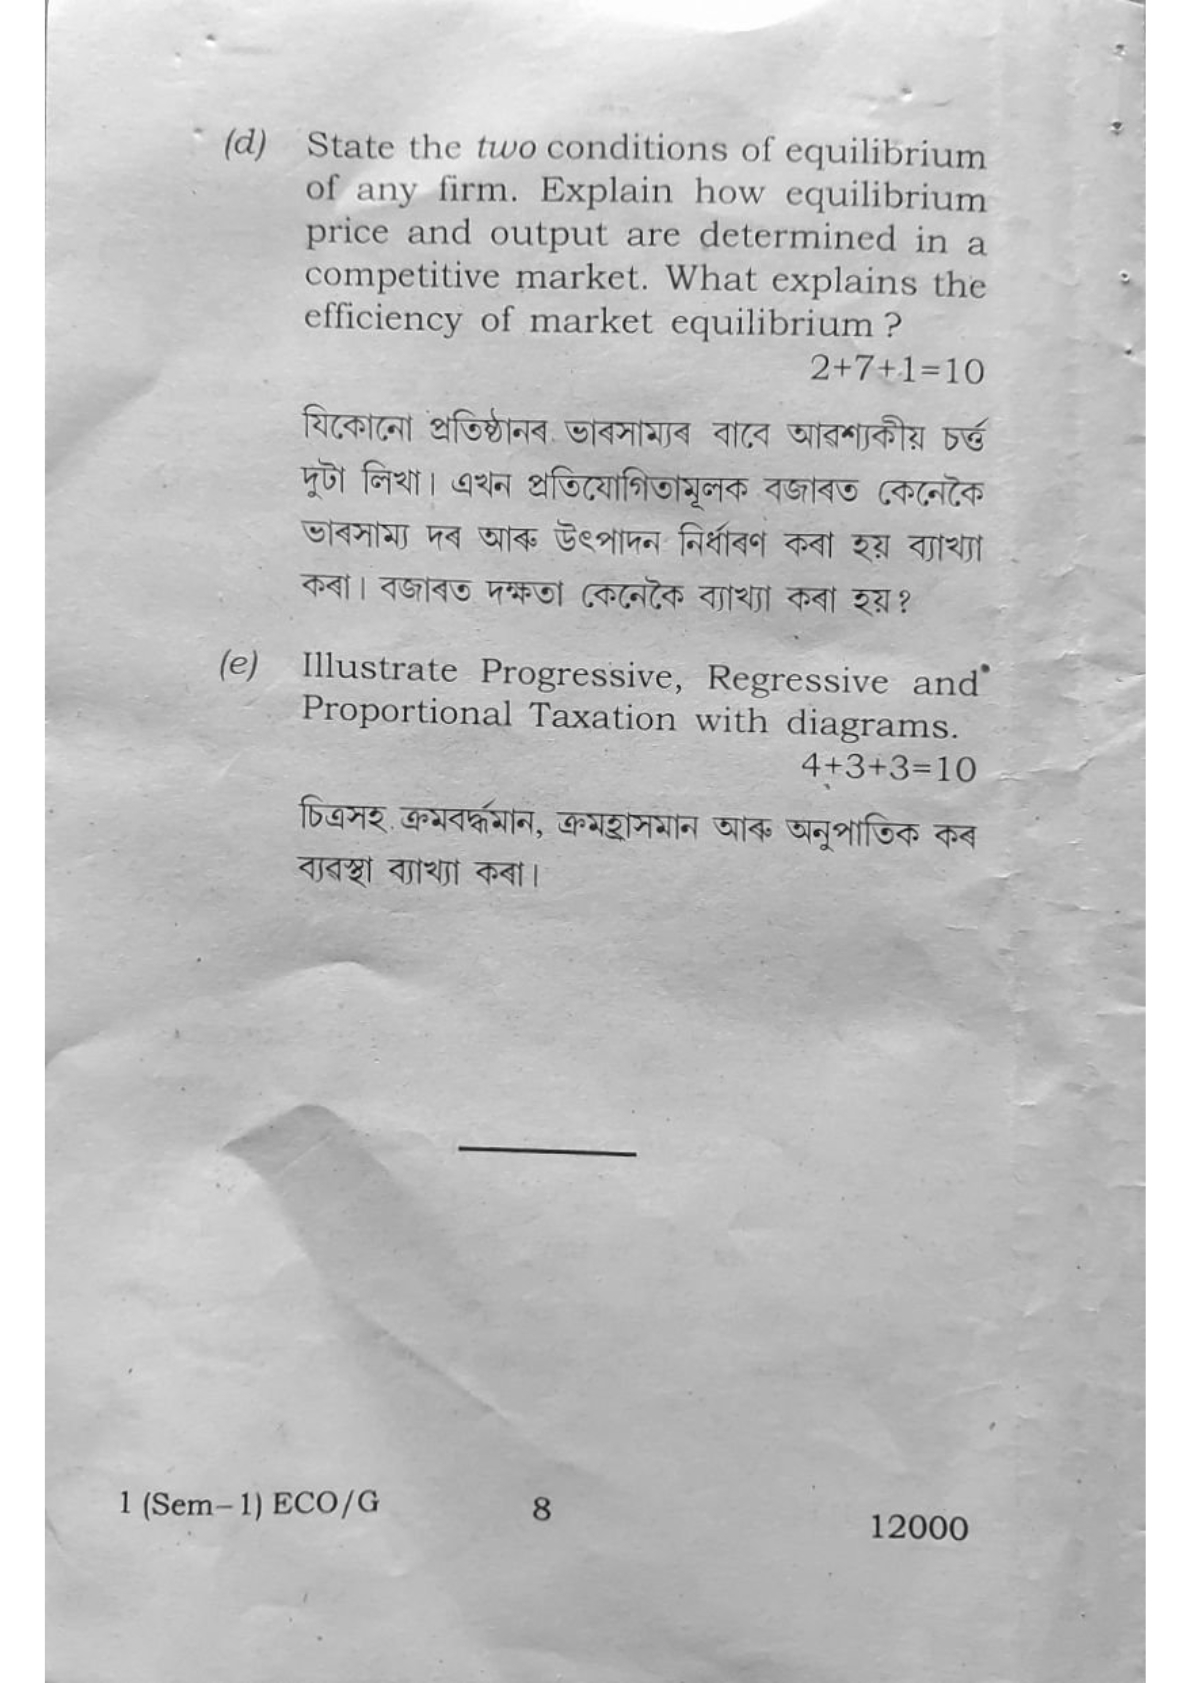 (d) State the two conditions of equilibrium
of any firm. Explain how equilibrium
price and output are determined in a
competitive market. What explains the
efficiency of market equilibrium ?
2+7+1=10
যিকোনো প্ৰতিষ্ঠানৰ ভাৰসাম্যৰ বাবে আৱশ্যকীয় চৰ্ত্ত
দুটা লিখা। এখন প্ৰতিযোগিতামূলক বজাৰত কেনেকৈ
ভাৰসাম্য দৰ আৰু উৎপাদন নিৰ্ধাৰণ কৰা হয় ব্যাখ্যা
কৰা। বজাৰত দক্ষতা কেনেকৈ ব্যাখ্যা কৰা হয়?
(e) Illustrate Progressive, Regressive and
Proportional Taxation with diagrams.
4+3+3=10
চিত্ৰসহ ক্ৰমবৰ্দ্ধমান, ক্ৰমহ্ৰাসমান আৰু অনুপাতিক কৰ
ব্যৱস্থা ব্যাখ্যা কৰা।
1 (Sem–1) ECO/G 8 12000